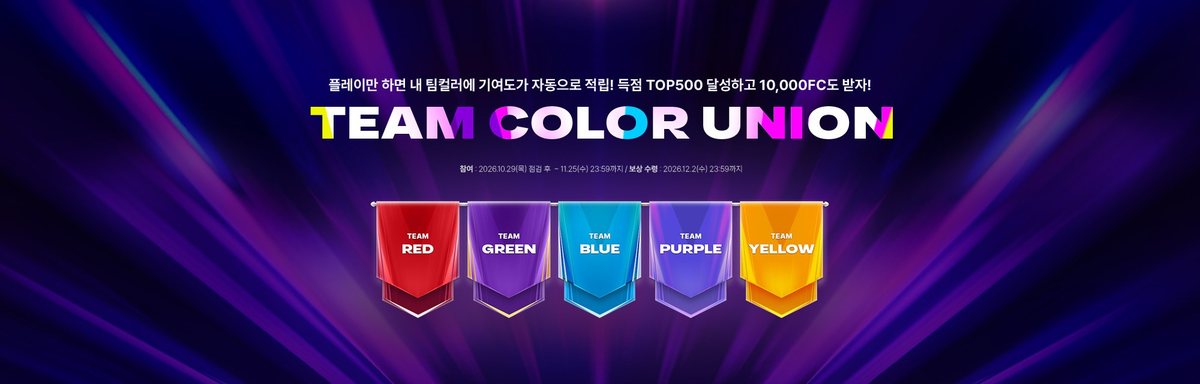 플레이만 하면 내 팀컬러에 기여도가 자동으로 적립! 득점 TOP500 달성하고 10,000FC도 받자!
TEAM COLOR UNION
참여 : 2026.10.29(목) 점검 후 ~ 11.25(수) 23:59까지 / 보상 수령 : 2026.12.2(수) 23:59까지
TEAM
RED
TEAM
GREEN
TEAM
BLUE
TEAM
PURPLE
TEAM
YELLOW